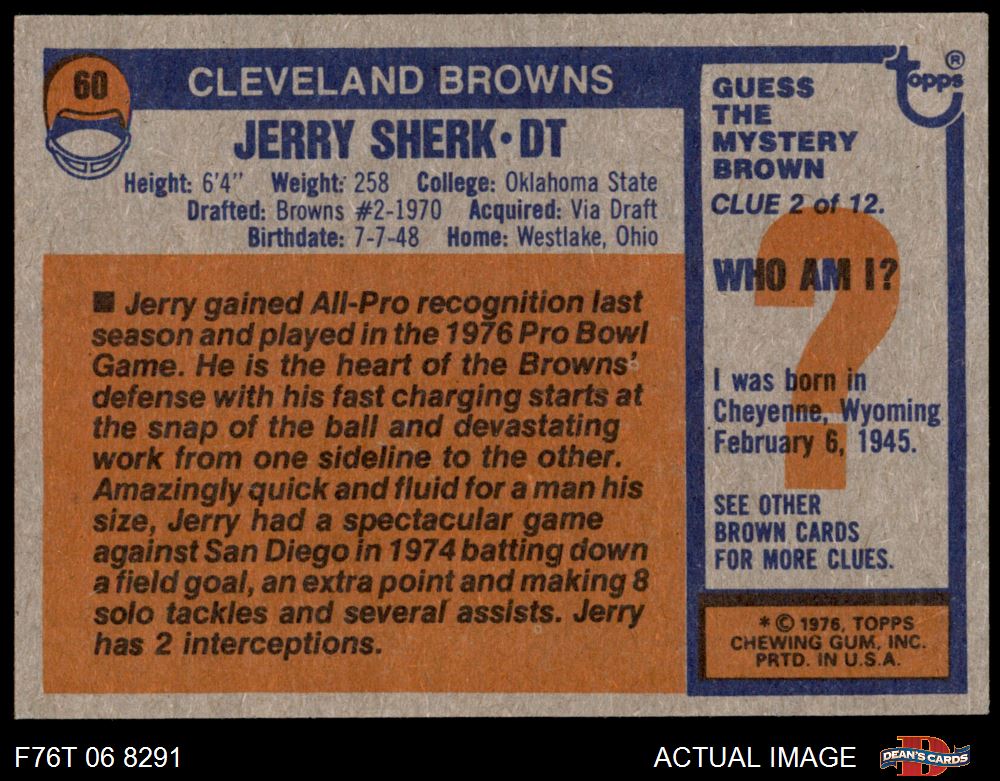 60
CLEVELAND BROWNS
JERRY SHERK • DT
Height: 6'4" Weight: 258 College: Oklahoma State
Drafted: Browns #2-1970 Acquired: Via Draft
Birthdate: 7-7-48 Home: Westlake, Ohio
■ Jerry gained All-Pro recognition last
season and played in the 1976 Pro Bowl
Game. He is the heart of the Browns'
defense with his fast charging starts at
the snap of the ball and devastating
work from one sideline to the other.
Amazingly quick and fluid for a man his
size, Jerry had a spectacular game
against San Diego in 1974 batting down
a field goal, an extra point and making 8
solo tackles and several assists. Jerry
has 2 interceptions.
Topps ®
GUESS
THE
MYSTERY
BROWN
CLUE 2 of 12.
?
WHO AM I?
I was born in
Cheyenne, Wyoming
February 6, 1945.
SEE OTHER
BROWN CARDS
FOR MORE CLUES.
* © 1976, TOPPS
CHEWING GUM, INC.
PRTD. IN U.S.A.
F76T 06 8291
ACTUAL IMAGE
D
DEAN'S CARDS